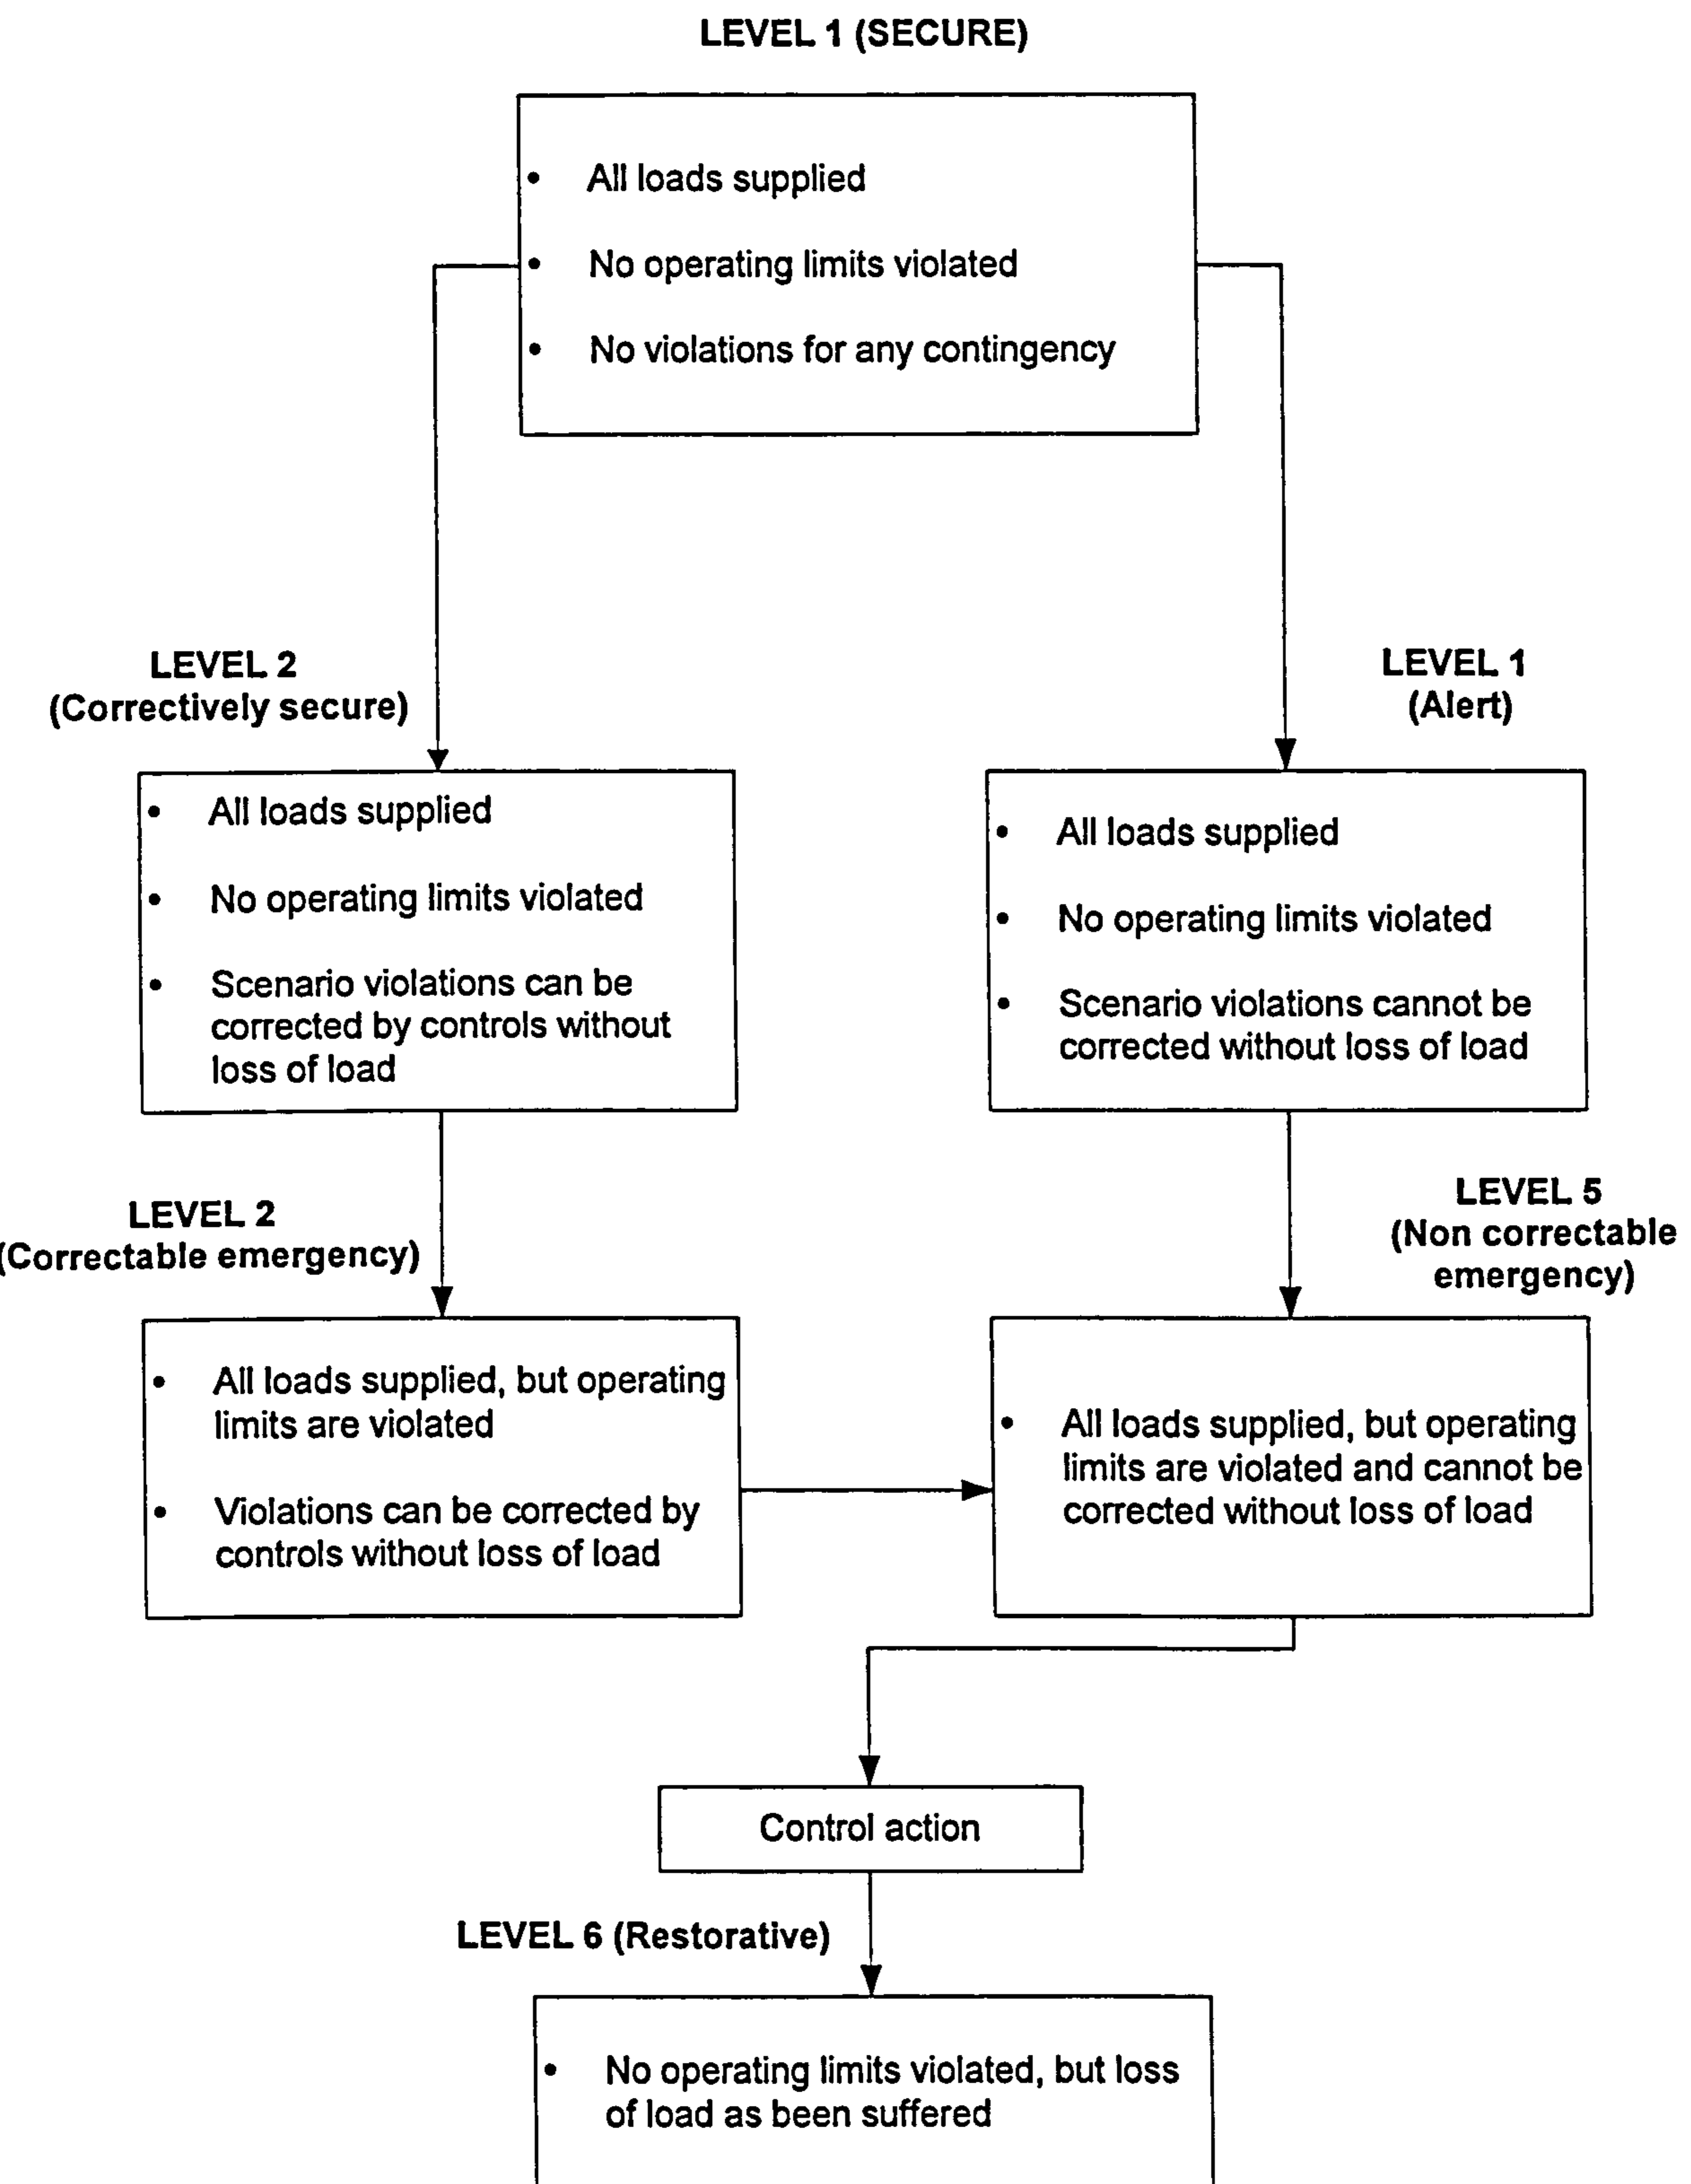 LEVEL 1 (SECURE)
• All loads supplied
• No operating limits violated
• No violations for any contingency
LEVEL 2
(Correctively secure)
LEVEL 1
(Alert)
• All loads supplied
• No operating limits violated
• Scenario violations can be
corrected by controls without
loss of load
• All loads supplied
• No operating limits violated
• Scenario violations cannot be
corrected without loss of load
LEVEL 2
(Correctable emergency)
LEVEL 5
(Non correctable
emergency)
• All loads supplied, but operating
limits are violated
• Violations can be corrected by
controls without loss of load
• All loads supplied, but operating
limits are violated and cannot be
corrected without loss of load
Control action
LEVEL 6 (Restorative)
• No operating limits violated, but loss
of load as been suffered